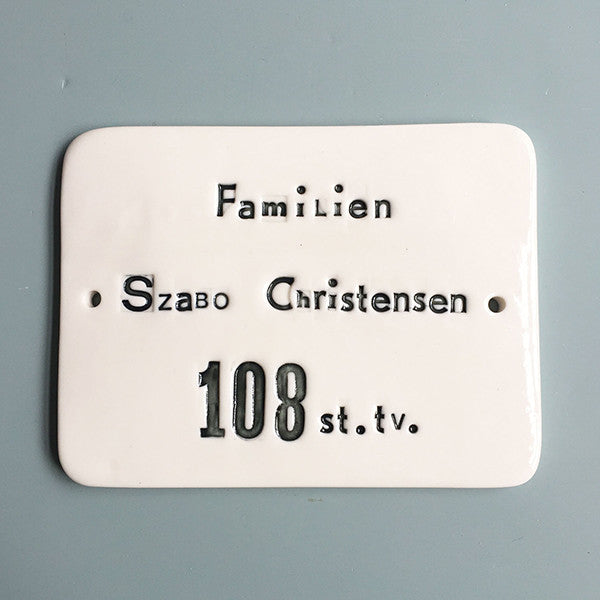 Familien
Szabo Christensen
108 st.tv.